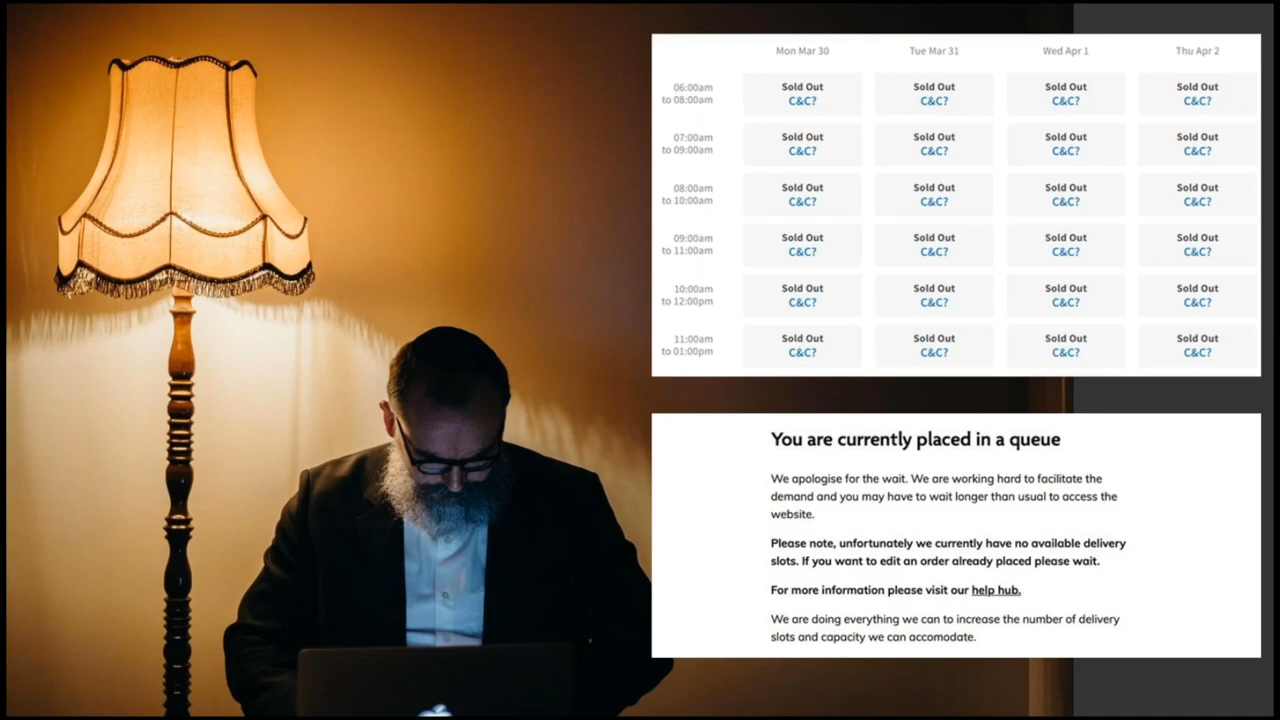 Mon Mar 30 Tue Mar 31 Wed Apr 1 Thu Apr 2
06:00am
to 08:00am
Sold Out Sold Out Sold Out Sold Out
C&C? C&C? C&C? C&C?
07:00am
to 09:00am
Sold Out Sold Out Sold Out Sold Out
C&C? C&C? C&C? C&C?
08:00am
to 10:00am
Sold Out Sold Out Sold Out Sold Out
C&C? C&C? C&C? C&C?
09:00am
to 11:00am
Sold Out Sold Out Sold Out Sold Out
C&C? C&C? C&C? C&C?
10:00am
to 12:00pm
Sold Out Sold Out Sold Out Sold Out
C&C? C&C? C&C? C&C?
11:00am
to 01:00pm
Sold Out Sold Out Sold Out Sold Out
C&C? C&C? C&C? C&C?
You are currently placed in a queue
We apologise for the wait. We are working hard to facilitate the
demand and you may have to wait longer than usual to access the
website.
Please note, unfortunately we currently have no available delivery
slots. If you want to edit an order already placed please wait.
For more information please visit our help hub.
We are doing everything we can to increase the number of delivery
slots and capacity we can accomodate.